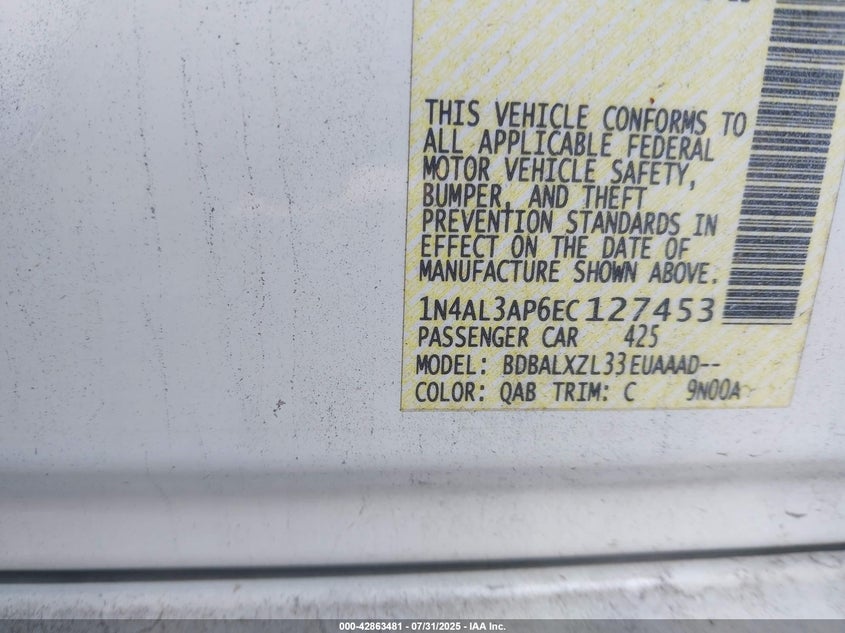 THIS VEHICLE CONFORMS TO
ALL APPLICABLE FEDERAL
MOTOR VEHICLE SAFETY,
BUMPER, AND THEFT
PREVENTION STANDARDS IN
EFFECT ON THE DATE OF
MANUFACTURE SHOWN ABOVE.
1N4AL3AP6EC127453
PASSENGER CAR 425
MODEL: BDBALXZL33EUAAAD--
COLOR: QAB TRIM: C 9N00A
000-42863481 - 07/31/2025 - IAA Inc.